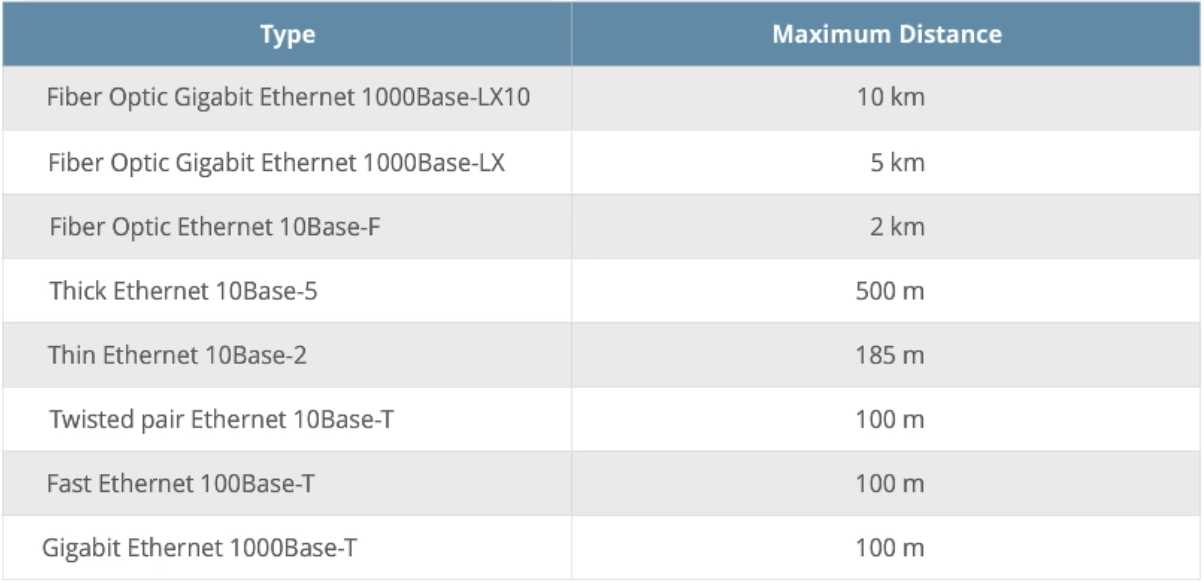 Type Maximum Distance
Fiber Optic Gigabit Ethernet 1000Base-LX10 10 km
Fiber Optic Gigabit Ethernet 1000Base-LX 5 km
Fiber Optic Ethernet 10Base-F 2 km
Thick Ethernet 10Base-5 500 m
Thin Ethernet 10Base-2 185 m
Twisted pair Ethernet 10Base-T 100 m
Fast Ethernet 100Base-T 100 m
Gigabit Ethernet 1000Base-T 100 m